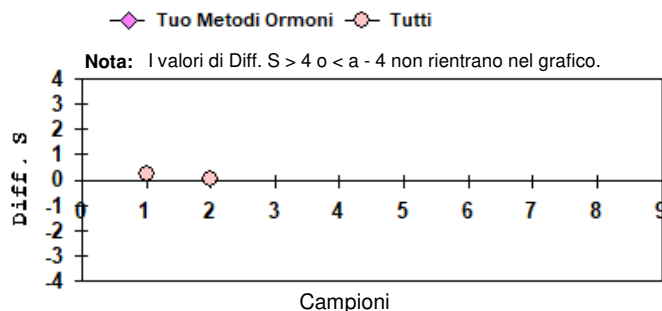 Tuo Metodi Ormoni Tutti
Nota: I valori di Diff. S > 4 o < a - 4 non rientrano nel grafico.
4
3
2
1
0
-1
-2
-3
-4
Diff. S
0 1 2 3 4 5 6 7 8 9
Campioni